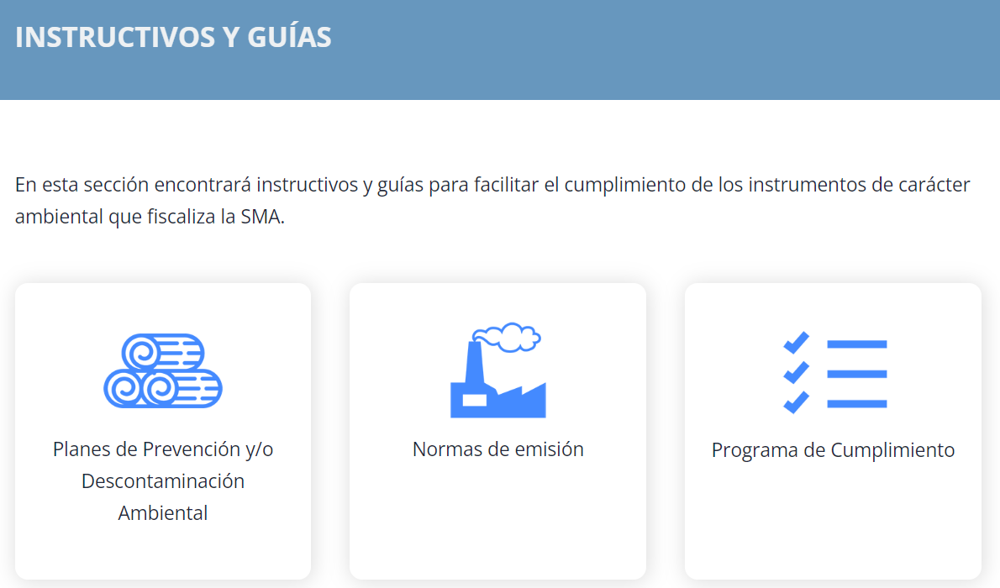 INSTRUCTIVOS Y GUÍAS
En esta sección encontrará instructivos y guías para facilitar el cumplimiento de los instrumentos de carácter
ambiental que fiscaliza la SMA.
Planes de Prevención y/o
Descontaminación
Ambiental
Normas de emisión
Programa de Cumplimiento